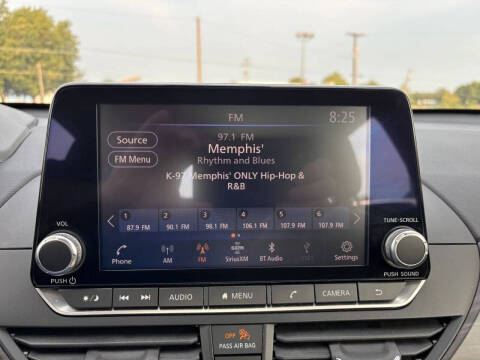 FM
8:25
Source
FM Menu
97.1 FM
Memphis'
Rhythm and Blues
K-97 Memphis' ONLY Hip-Hop &
R&B
1 2 3 4 5 6
87.9 FM 90.1 FM 98.1 FM 106.1 FM 107.9 FM 107.9 FM
Phone AM FM SiriusXM BT Audio USB Settings
VOL
PUSH
TUNE·SCROLL
PUSH SOUND
AUDIO MENU CAMERA
OFF
PASS AIR BAG